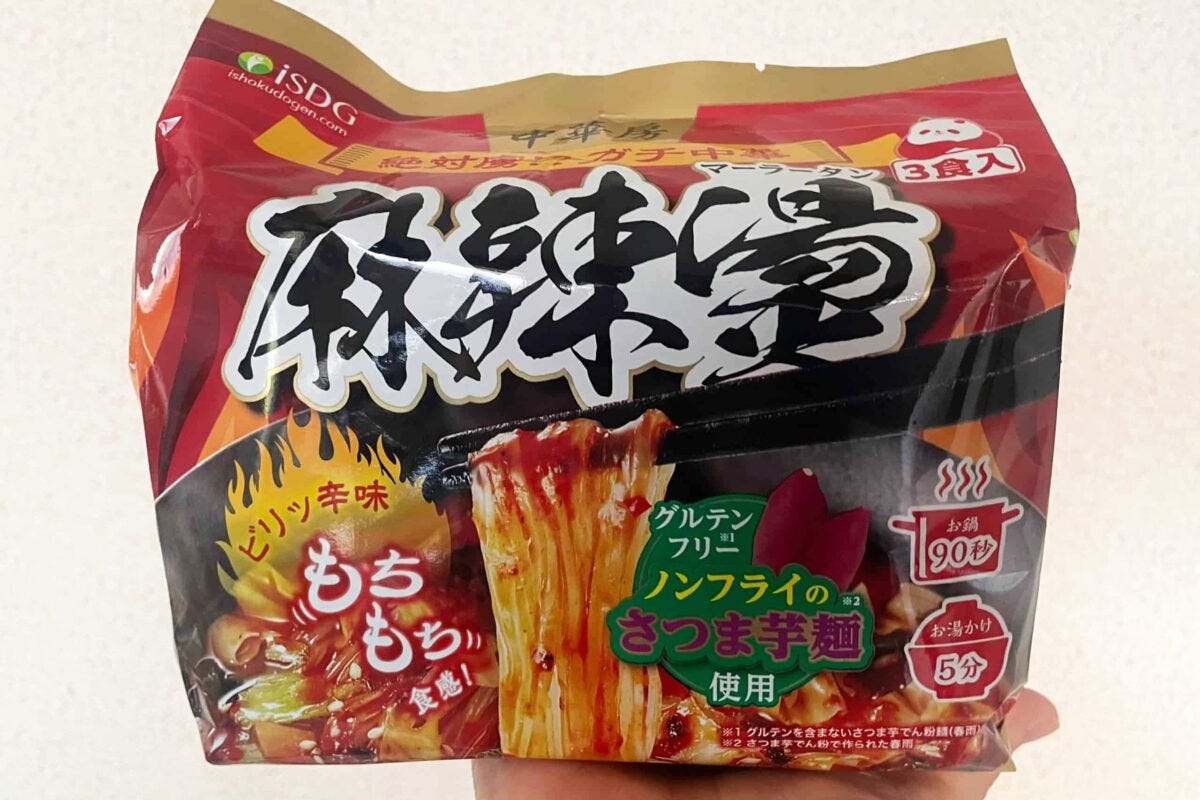 iSDG
ishokudogen.com
中華房
絶対虜!?ガチ中華
マーラータン
麻辣湯
3食入
ビリッ辛味
もち
もち
食感!
グルテン
フリー※1
ノンフライの
さつま芋麺※2
使用
お鍋
90秒
お湯かけ
5分
※1 グルテンを含まないさつま芋でん粉麺(春雨)
※2 さつま芋でん粉で作られた春雨